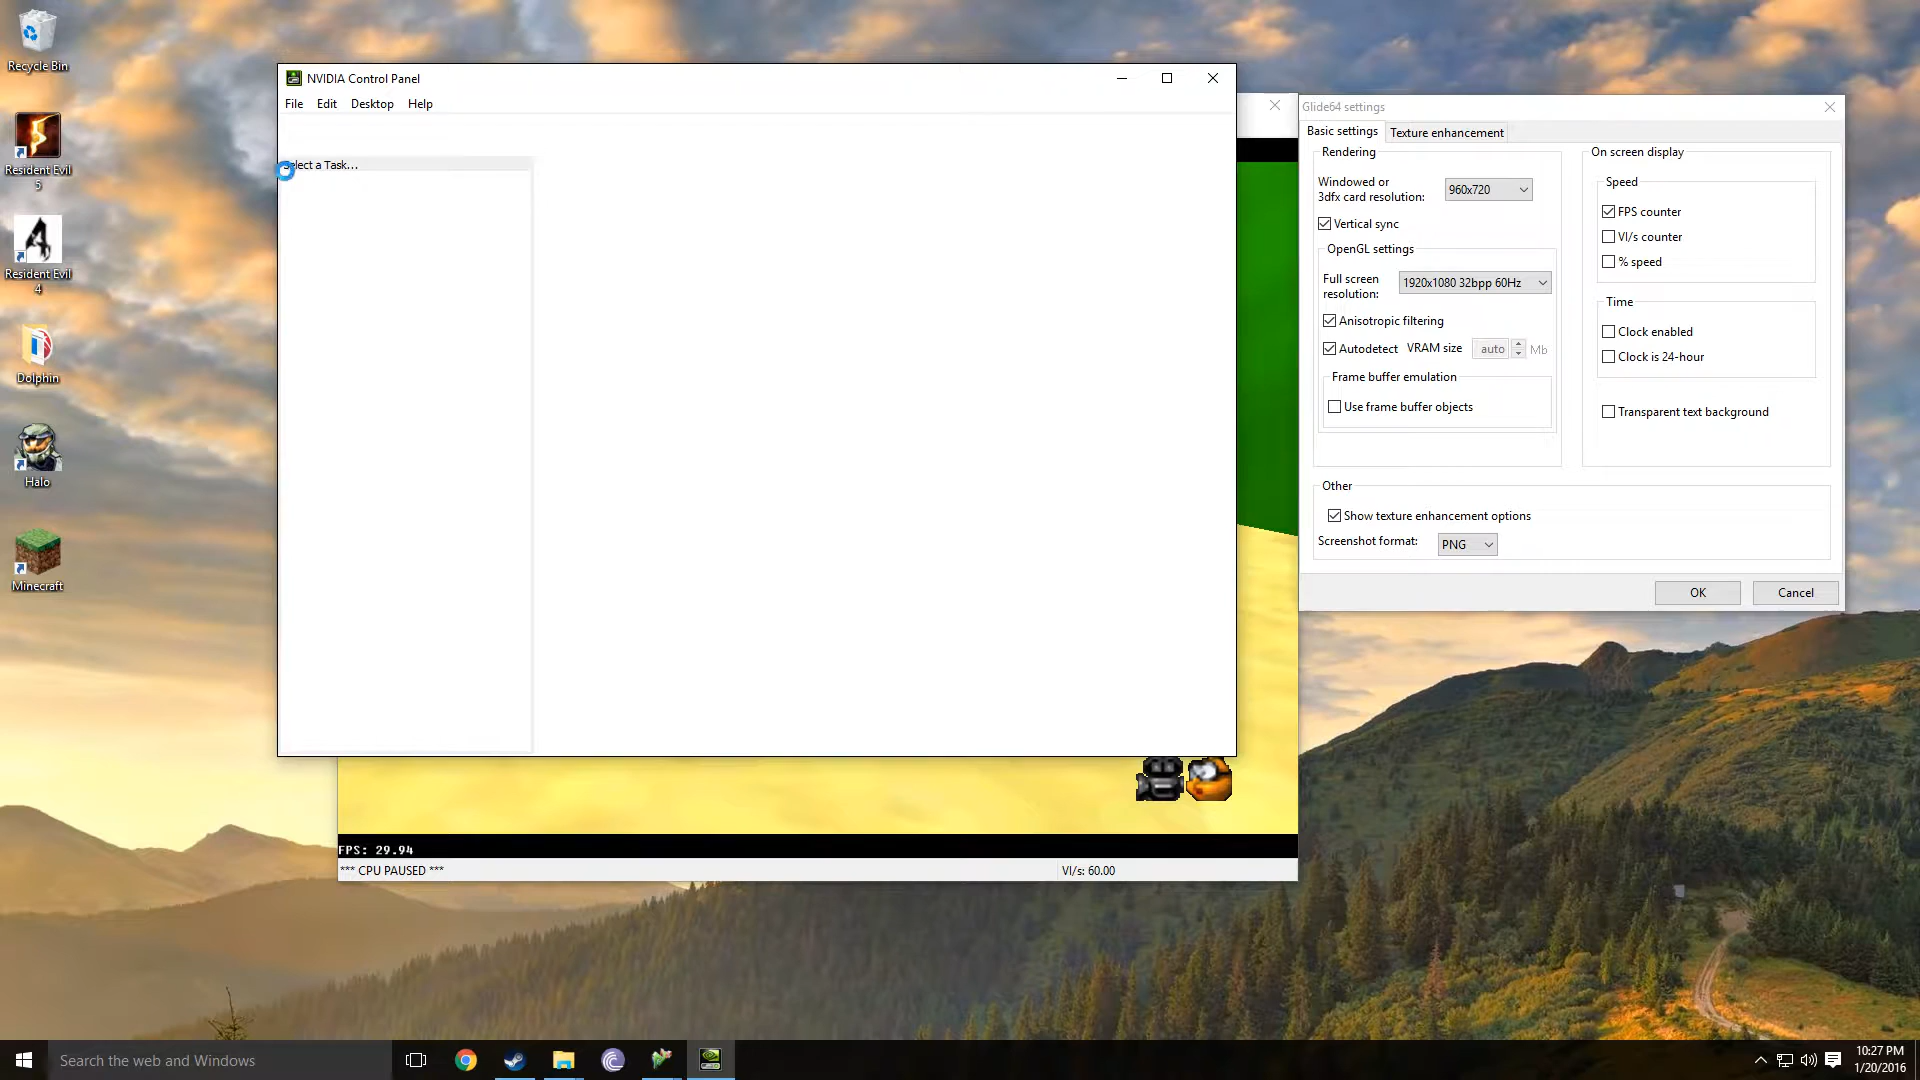 Recycle Bin
Resident Evil
5
Resident Evil
4
Dolphin
Halo
Minecraft
NVIDIA Control Panel
File Edit Desktop Help
Select a Task...
FPS: 29.94
*** CPU PAUSED ***
VI/s: 60.00
Glide64 settings
Basic settings
Texture enhancement
Rendering
Windowed or
3dfx card resolution:
960x720
Vertical sync
OpenGL settings
Full screen
resolution:
1920x1080 32bpp 60Hz
Anisotropic filtering
Autodetect VRAM size auto Mb
Frame buffer emulation
Use frame buffer objects
On screen display
Speed
FPS counter
VI/s counter
% speed
Time
Clock enabled
Clock is 24-hour
Transparent text background
Other
Show texture enhancement options
Screenshot format: PNG
OK
Cancel
Search the web and Windows
10:27 PM
1/20/2016